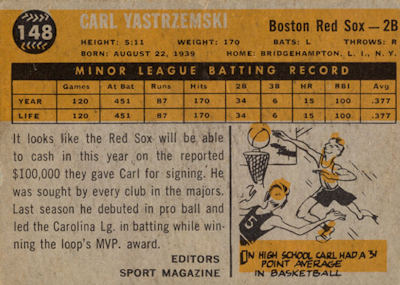 148
CARL YASTRZEMSKI
Boston Red Sox — 2B
HEIGHT: 5:11 WEIGHT: 170 BATS: L THROWS: R
BORN: AUGUST 22, 1939 HOME: BRIDGEHAMPTON, L. I., N. Y.
MINOR LEAGUE BATTING RECORD
Games At Bat Runs Hits 2B 3B HR RBI Avg
YEAR 120 451 87 170 34 6 15 100 .377
LIFE 120 451 87 170 34 6 15 100 .377
It looks like the Red Sox will be able
to cash in this year on the reported
$100,000 they gave Carl for signing. He
was sought by every club in the majors.
Last season he debuted in pro ball and
led the Carolina Lg. in batting while win-
ning the loop's MVP. award.
EDITORS
SPORT MAGAZINE
5
IN HIGH SCHOOL CARL HAD A 31
POINT AVERAGE
IN BASKETBALL